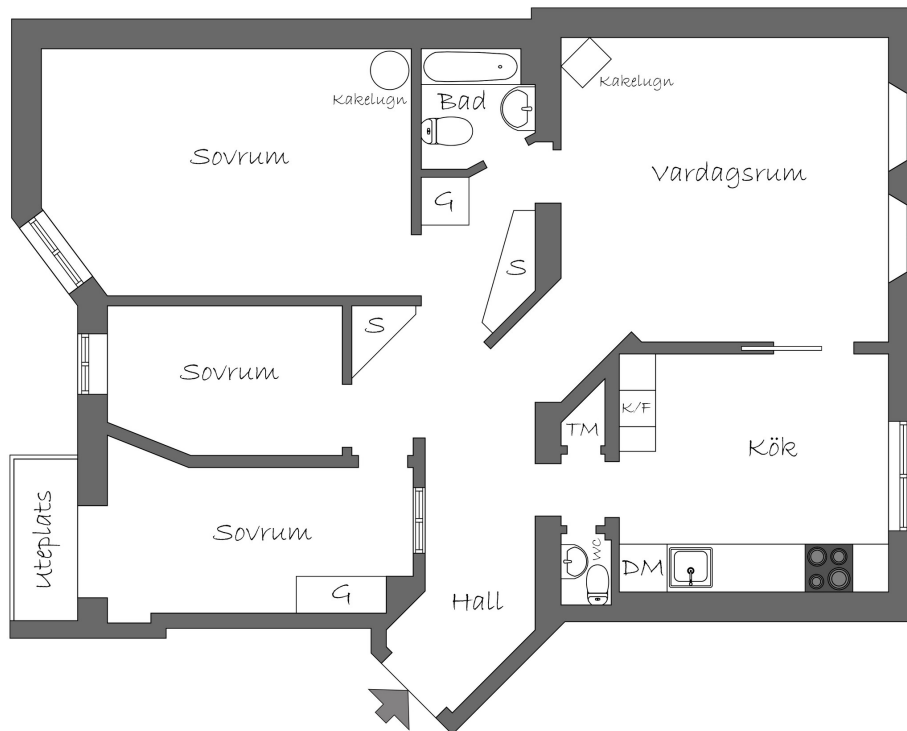 Kakelugn
Bad
Kakelugn
Sovrum
Vardagsrum
G
S
S
Sovrum
K/F
TM
Kök
Sovrum
Uteplats
WC
DM
G
Hall